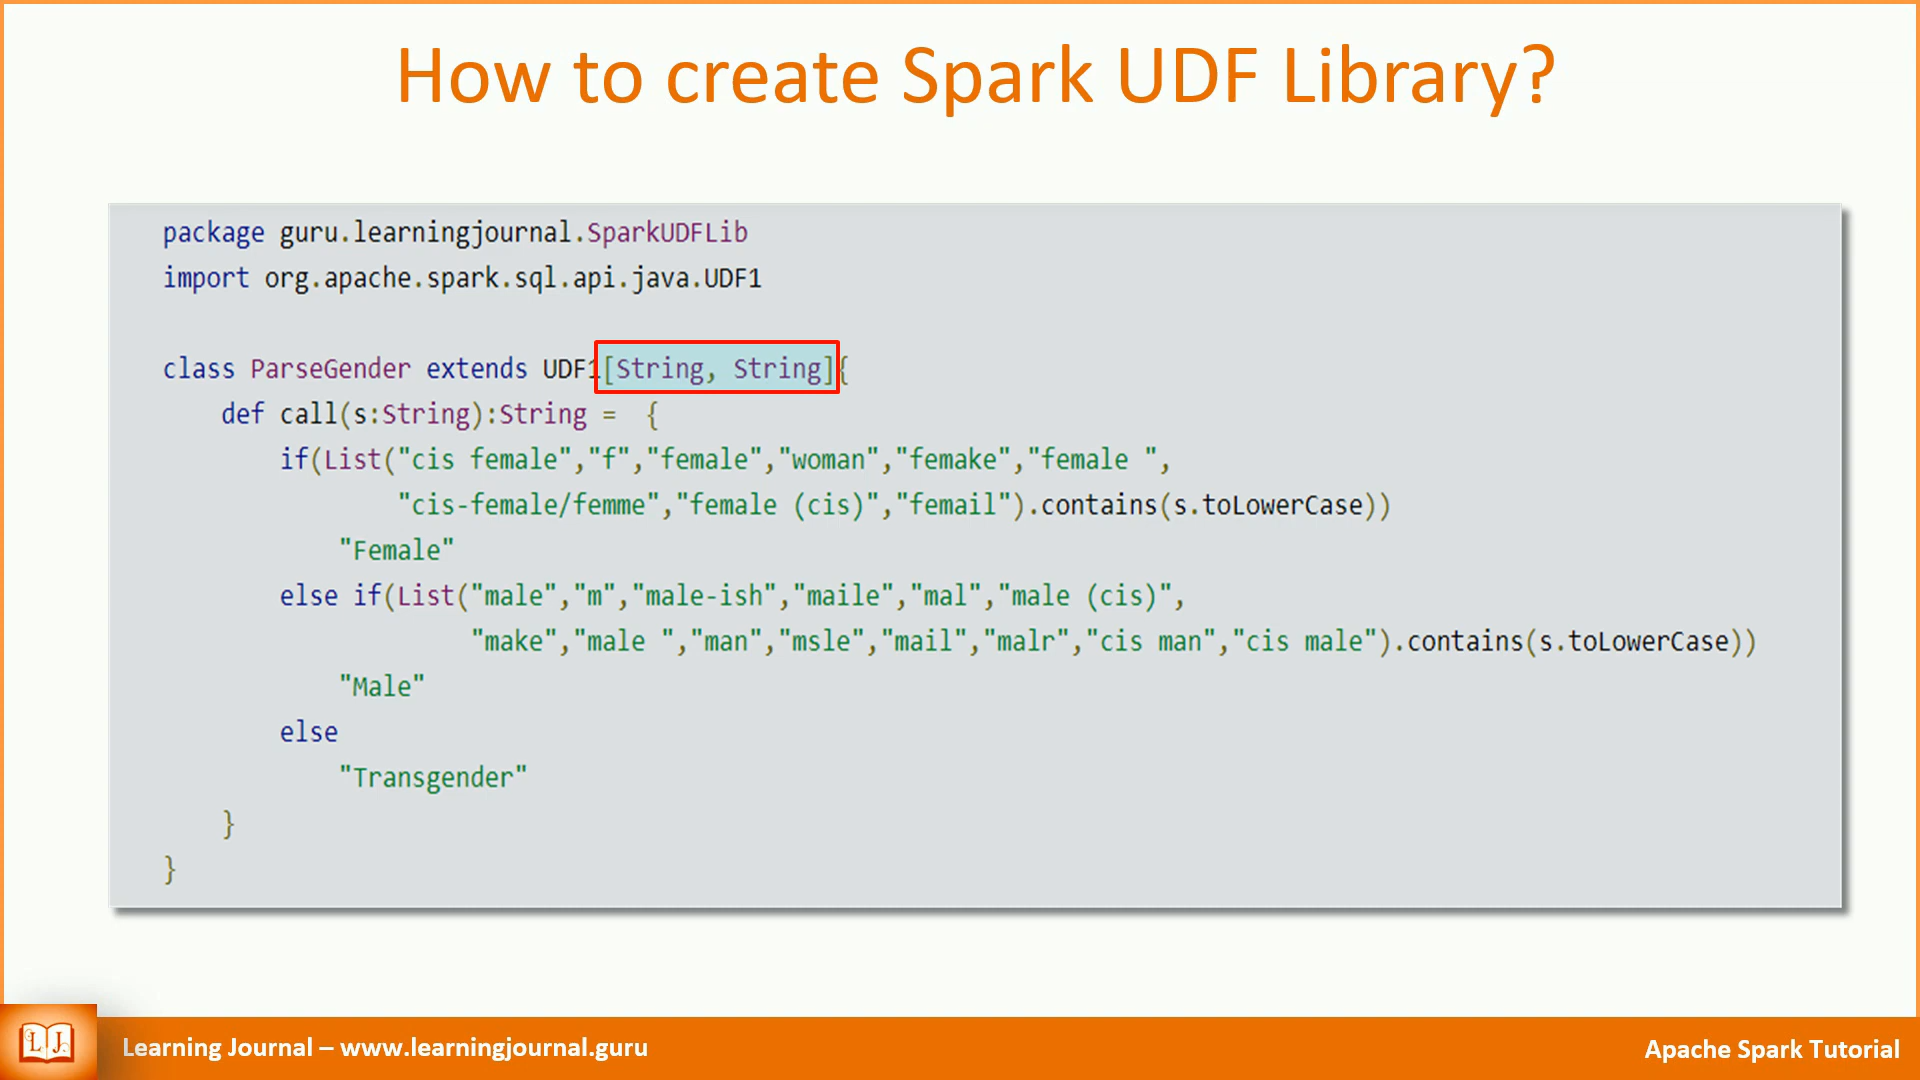 How to create Spark UDF Library?
package guru.learningjournal.SparkUDFLib
import org.apache.spark.sql.api.java.UDF1
class ParseGender extends UDF1[String, String]{
def call(s:String):String = {
if(List("cis female","f","female","woman","femake","female ",
"cis-female/femme","female (cis)","femail").contains(s.toLowerCase))
"Female"
else if(List("male","m","male-ish","maile","mal","male (cis)",
"make","male ","man","msle","mail","malr","cis man","cis male").contains(s.toLowerCase))
"Male"
else
"Transgender"
}
}
LJ
Learning Journal – www.learningjournal.guru
Apache Spark Tutorial